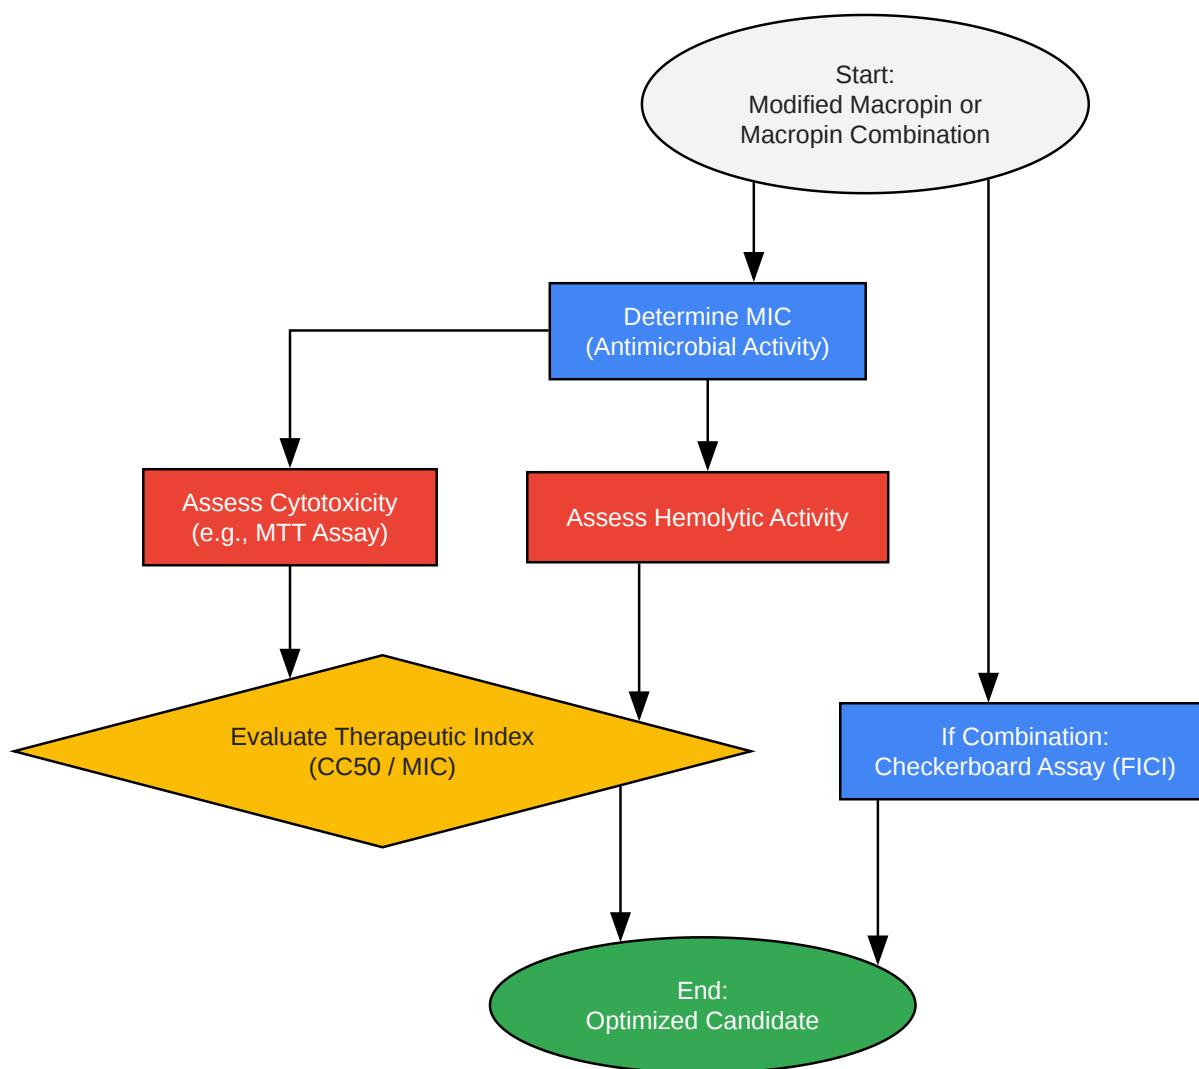 Start:
Modified Macropin or
Macropin Combination
Determine MIC
(Antimicrobial Activity)
Assess Cytotoxicity
(e.g., MTT Assay)
Assess Hemolytic Activity
Evaluate Therapeutic Index
(CC50 / MIC)
If Combination:
Checkerboard Assay (FICI)
End:
Optimized Candidate